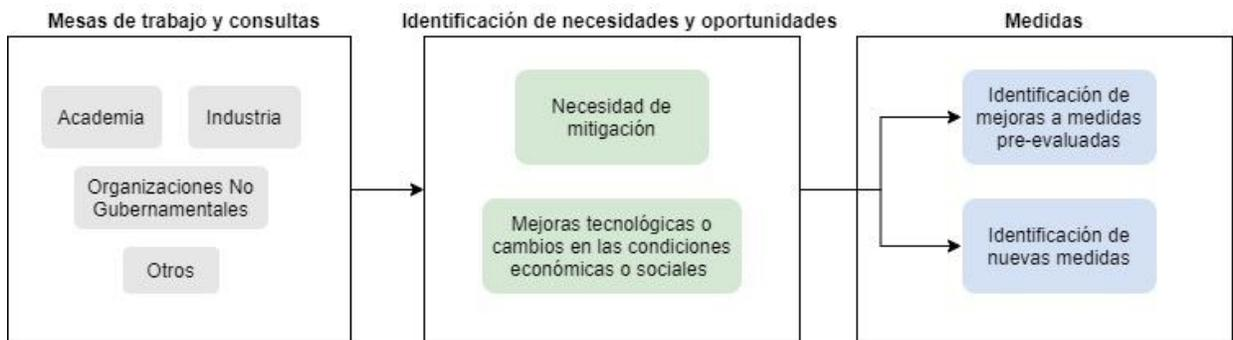 Mesas de trabajo y consultas
Academia
Industria
Organizaciones No
Gubernamentales
Otros
Identificación de necesidades y oportunidades
Necesidad de
mitigación
Mejoras tecnológicas o
cambios en las condiciones
económicas o sociales
Medidas
Identificación de
mejoras a medidas
pre-evaluadas
Identificación de
nuevas medidas